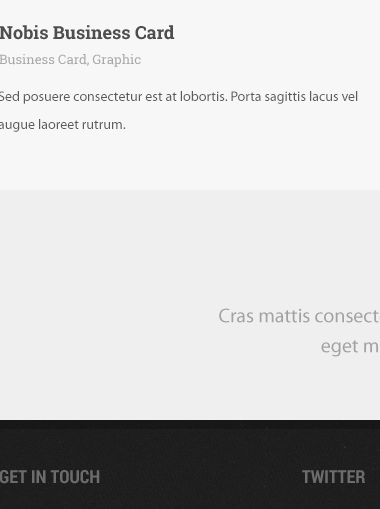 Nobis Business Card
Business Card, Graphic
Sed posuere consectetur est at lobortis. Porta sagittis lacus vel
augue laoreet rutrum.
Cras mattis consect
eget m
GET IN TOUCH
TWITTER